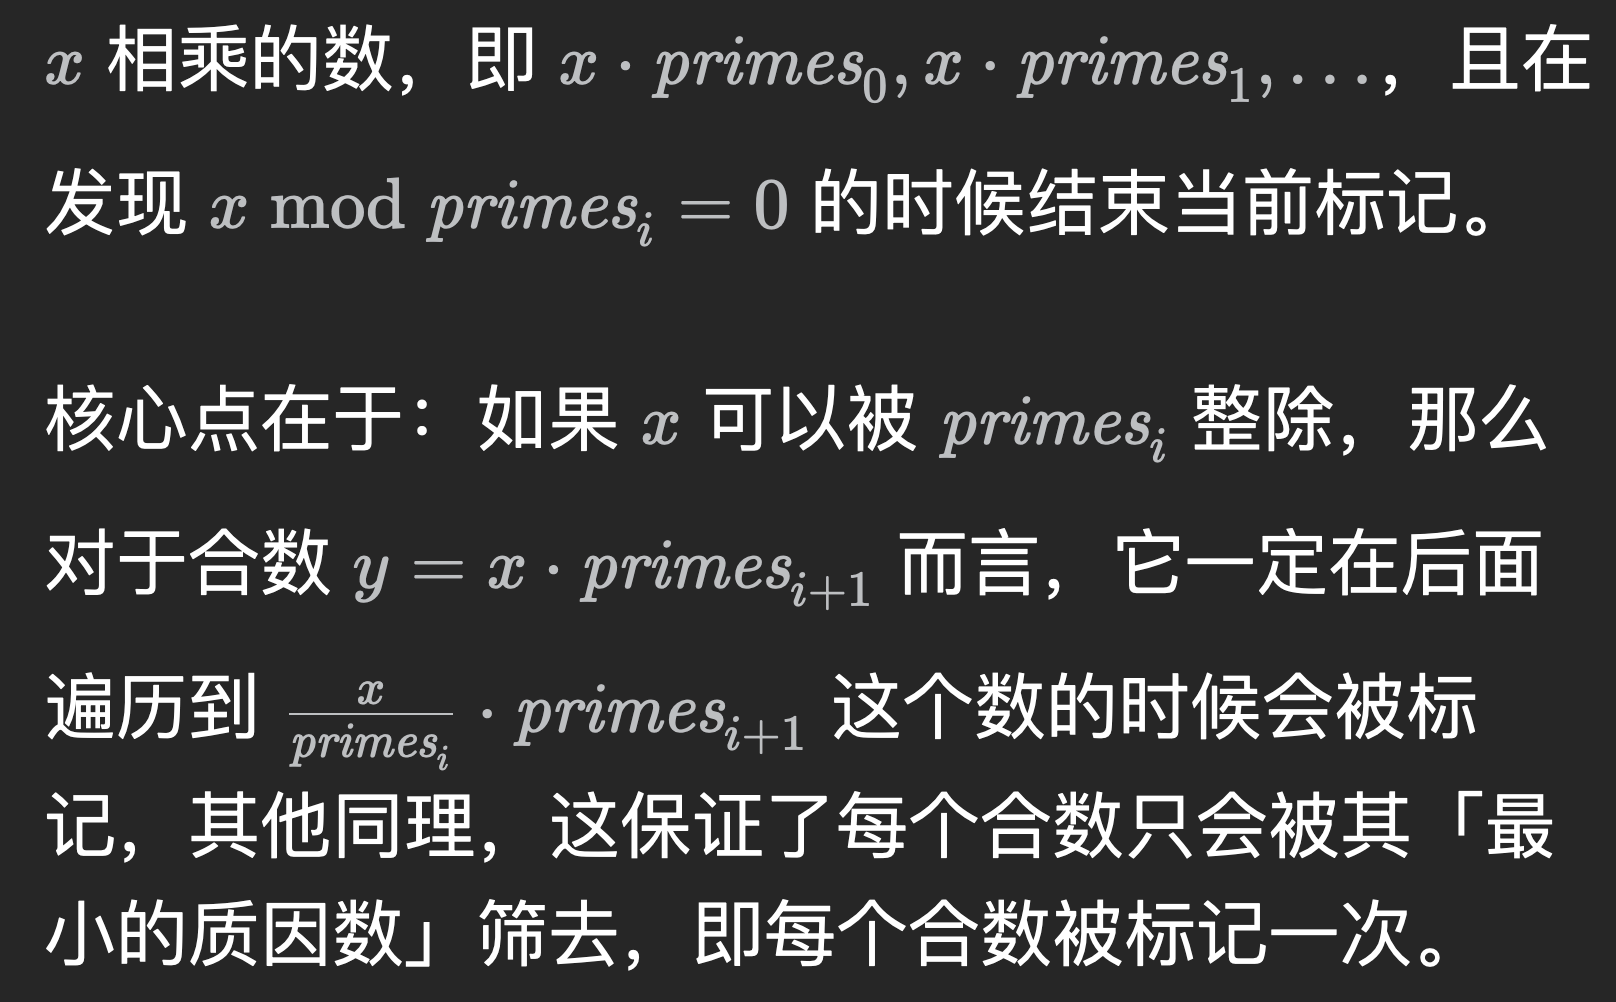 x 相乘的数，即 x · primes₀, x · primes₁, . . .，且在
发现 x mod primesᵢ = 0 的时候结束当前标记。
核心点在于：如果 x 可以被 primesᵢ 整除，那么
对于合数 y = x · primesᵢ₊₁ 而言，它一定在后面
遍历到 x/primesᵢ · primesᵢ₊₁ 这个数的时候会被标
记，其他同理，这保证了每个合数只会被其「最
小的质因数」筛去，即每个合数被标记一次。